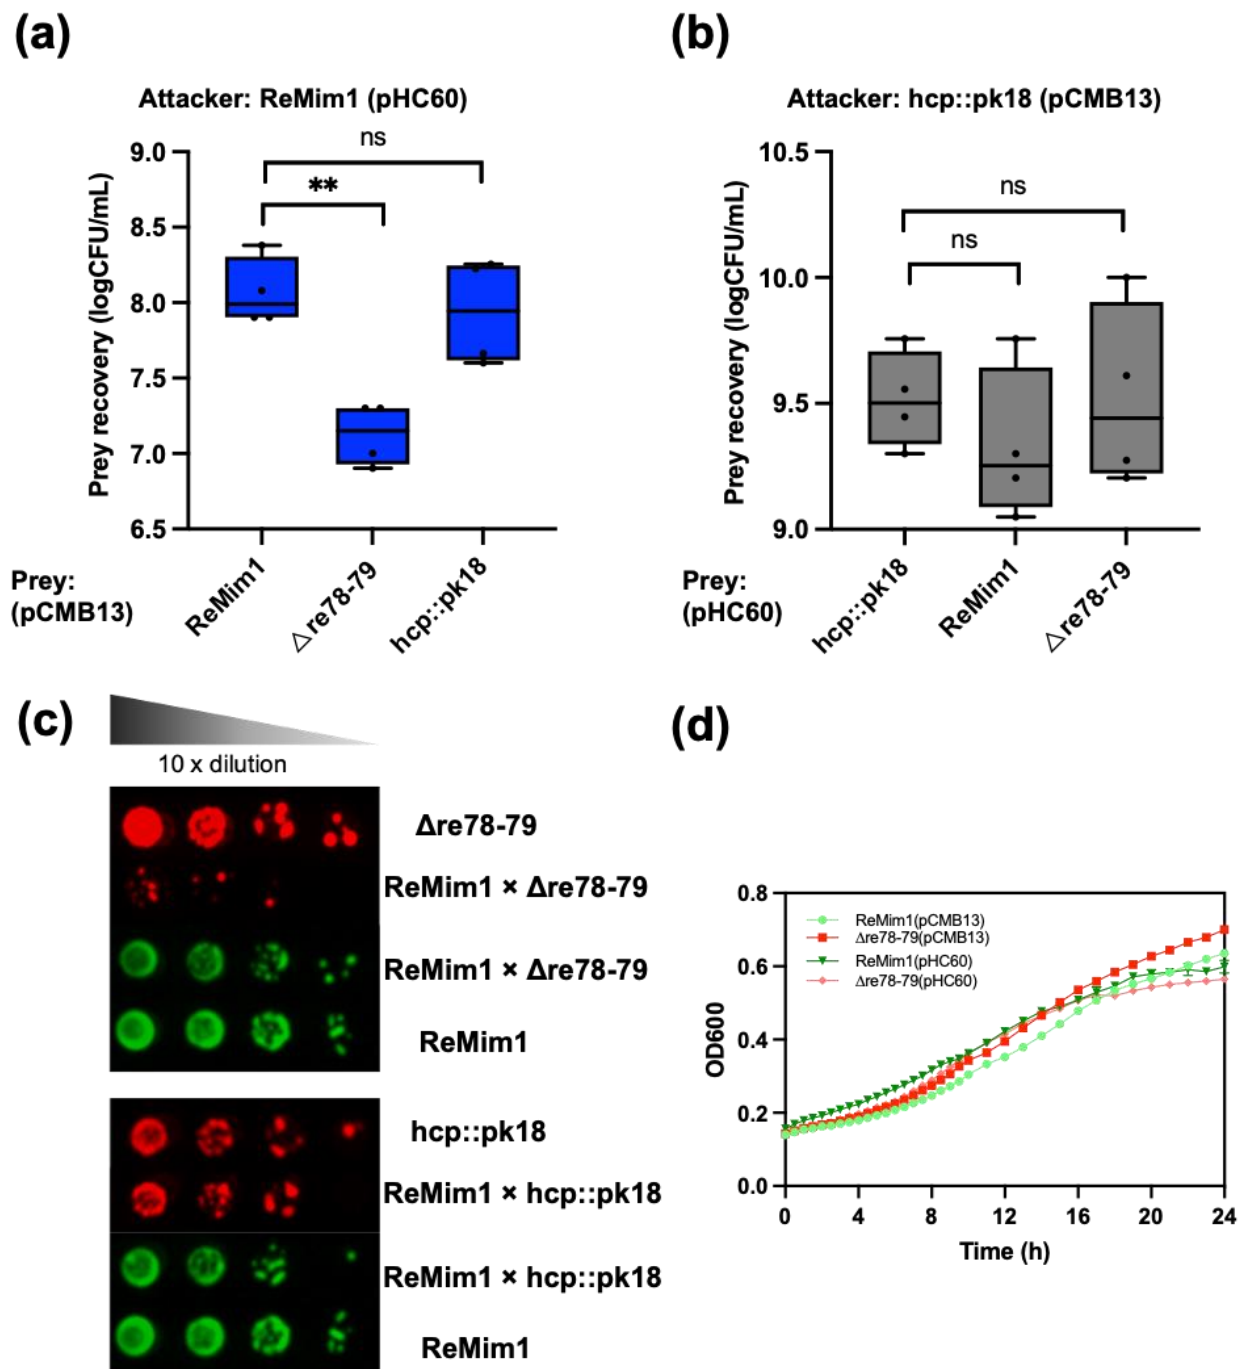 (a)
Attacker: ReMim1 (pHC60)
ns
**
Prey recovery (logCFU/mL)
9.0
8.5
8.0
7.5
7.0
6.5
Prey:
(pCMB13)
ReMim1
△re78-79
hcp::pk18
(b)
Attacker: hcp::pk18 (pCMB13)
ns
ns
Prey recovery (logCFU/mL)
10.5
10.0
9.5
9.0
Prey:
(pHC60)
hcp::pk18
ReMim1
△re78-79
(c)
10 x dilution
Δre78-79
ReMim1 × Δre78-79
ReMim1 × Δre78-79
ReMim1
hcp::pk18
ReMim1 × hcp::pk18
ReMim1 × hcp::pk18
ReMim1
(d)
ReMim1(pCMB13)
Δre78-79(pCMB13)
ReMim1(pHC60)
Δre78-79(pHC60)
OD600
0.8
0.6
0.4
0.2
0.0
0 4 8 12 16 20 24
Time (h)